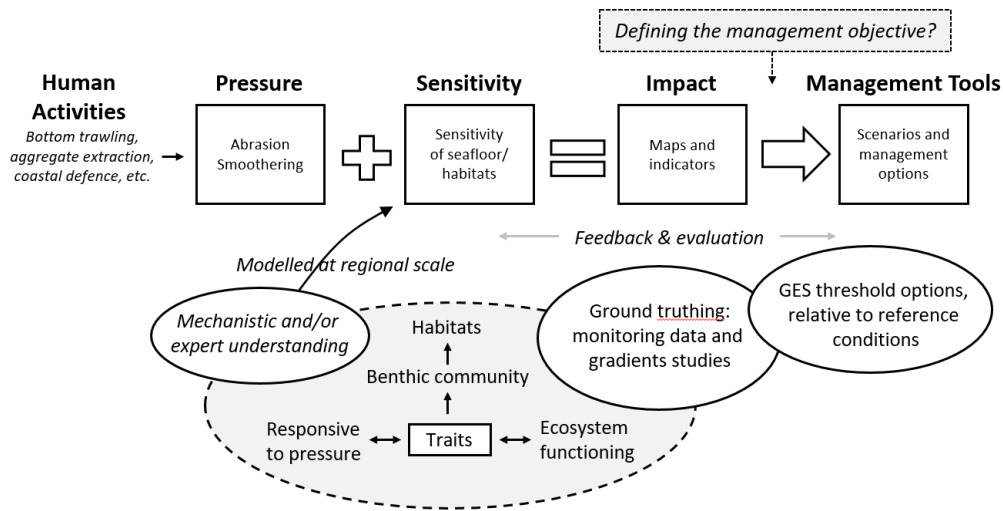 Defining the management objective?
Human
Activities
Bottom trawling,
aggregate extraction,
coastal defence, etc.
Pressure
Abrasion
Smoothering
Sensitivity
Sensitivity
of seafloor/
habitats
Impact
Maps and
indicators
Management Tools
Scenarios and
management
options
Feedback & evaluation
Modelled at regional scale
Mechanistic and/or
expert understanding
Habitats
Benthic community
Responsive
to pressure
Traits
Ecosystem
functioning
Ground truthing:
monitoring data and
gradients studies
GES threshold options,
relative to reference
conditions